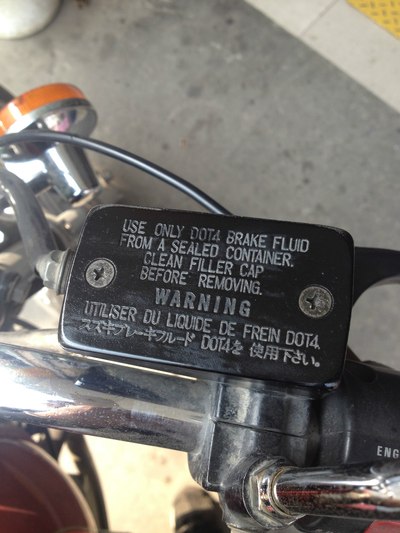 USE ONLY DOT4 BRAKE FLUID
FROM A SEALED CONTAINER.
CLEAN FILLER CAP
BEFORE REMOVING.
WARNING
UTILISER DU LIQUIDE DE FREIN DOT4.
スズキブレーキフルード DOT4を使用下さい。
ENG